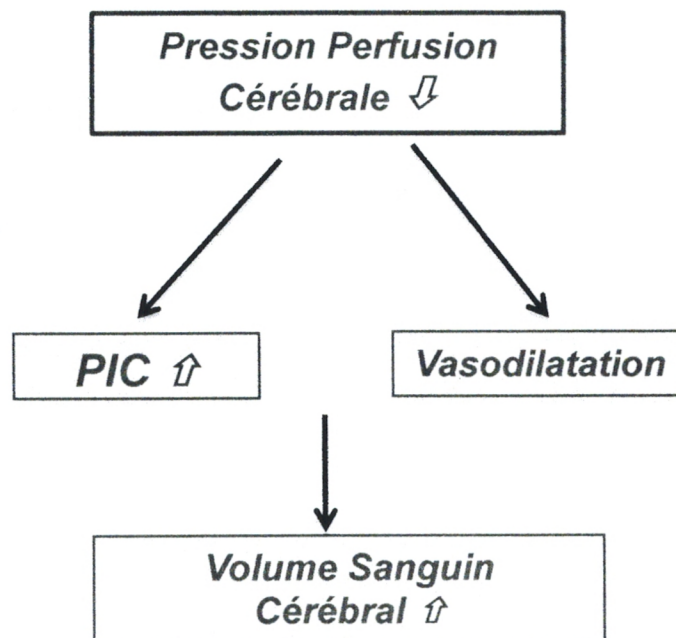 Pression Perfusion
Cérébrale ⇩
PIC ⇧
Vasodilatation
Volume Sanguin
Cérébral ⇧